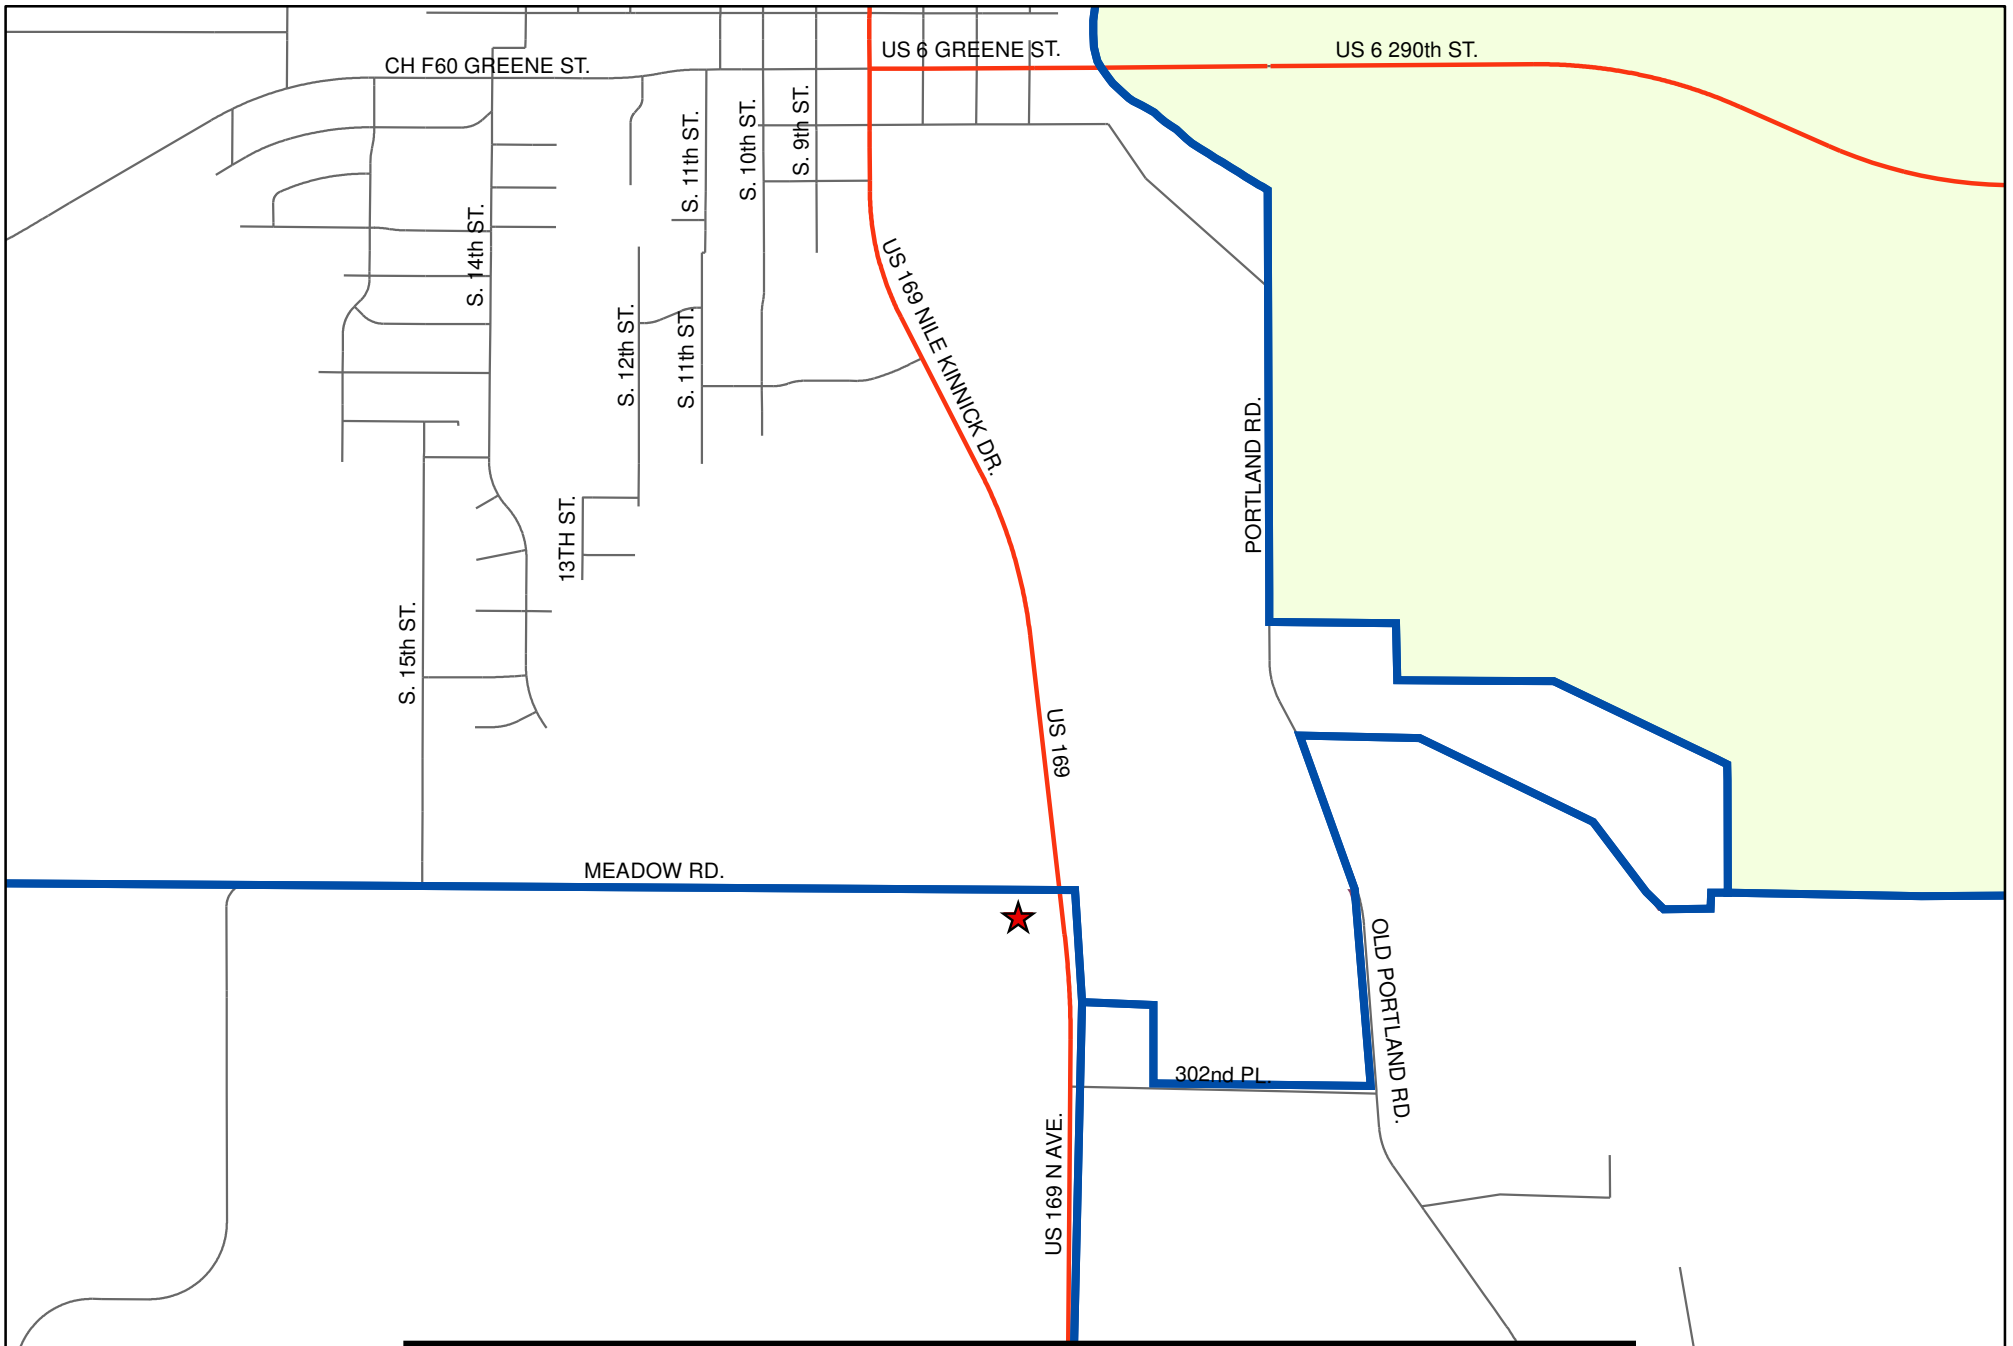 US 6 GREENE ST.
US 6 290th ST.
CH F60 GREENE ST.
S. 9th ST.
S. 10th ST.
S. 11th ST.
S. 14th ST.
US 169 NILE KINNICK DR.
S. 12th ST.
S. 11th ST.
PORTLAND RD.
13TH ST.
S. 15th ST.
US 169
MEADOW RD.
OLD PORTLAND RD.
302nd PL.
US 169 N AVE.